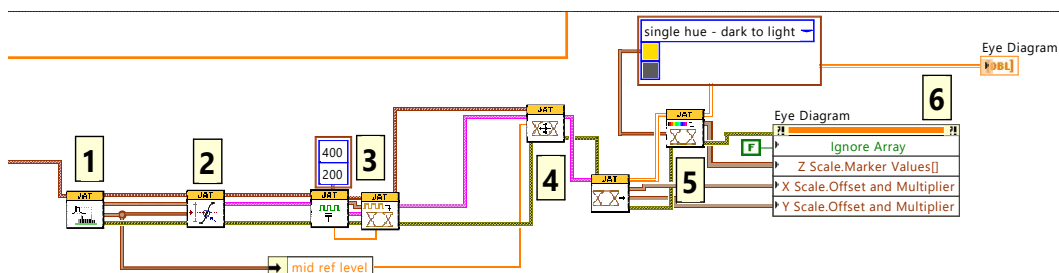 single hue - dark to light
Eye Diagram
DBL]
6
JAT
JAT
Eye Diagram
1
2
400
200
3
F
Ignore Array
Z Scale.Marker Values[]
4
5
X Scale.Offset and Multiplier
JAT
JAT
JAT
JAT
JAT
Y Scale.Offset and Multiplier
mid ref level